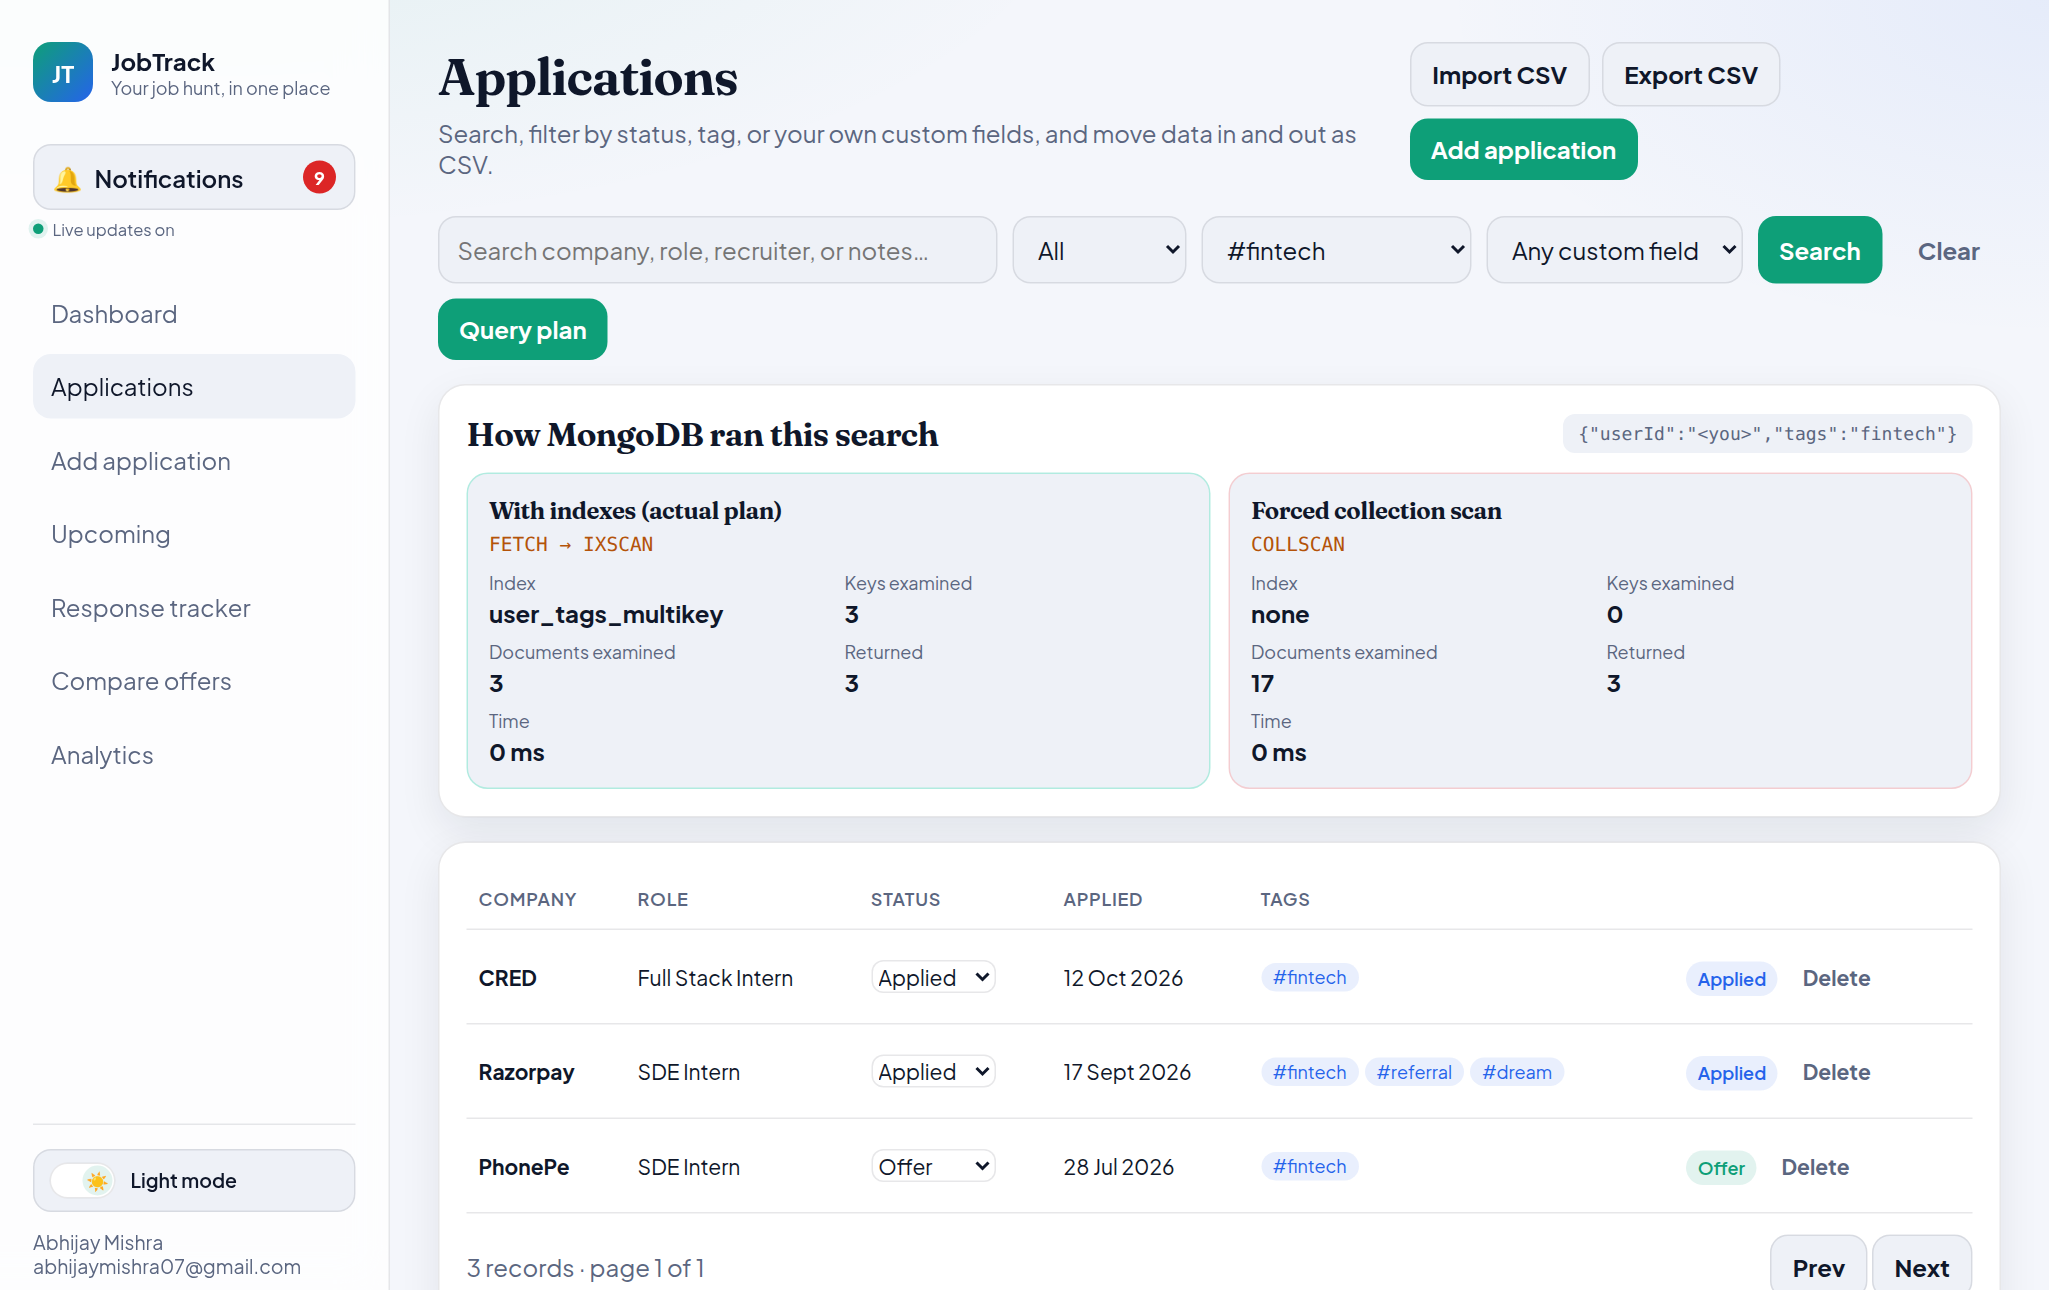 JT
JobTrack
Your job hunt, in one place
🔔 Notifications 9
Live updates on
Dashboard
Applications
Add application
Upcoming
Response tracker
Compare offers
Analytics
Light mode
Abhijay Mishra
abhijaymishra07@gmail.com
Applications
Search, filter by status, tag, or your own custom fields, and move data in and out as
CSV.
Import CSV Export CSV
Add application
Search company, role, recruiter, or notes... All #fintech Any custom field Search Clear
Query plan
How MongoDB ran this search {"userId":"<you>","tags":"fintech"}
With indexes (actual plan)
FETCH → IXSCAN
Index Keys examined
user_tags_multikey 3
Documents examined Returned
3 3
Time
0 ms
Forced collection scan
COLLSCAN
Index Keys examined
none 0
Documents examined Returned
17 3
Time
0 ms
COMPANY ROLE STATUS APPLIED TAGS
CRED Full Stack Intern Applied 12 Oct 2026 #fintech Applied Delete
Razorpay SDE Intern Applied 17 Sept 2026 #fintech #referral #dream Applied Delete
PhonePe SDE Intern Offer 28 Jul 2026 #fintech Offer Delete
3 records · page 1 of 1 Prev Next